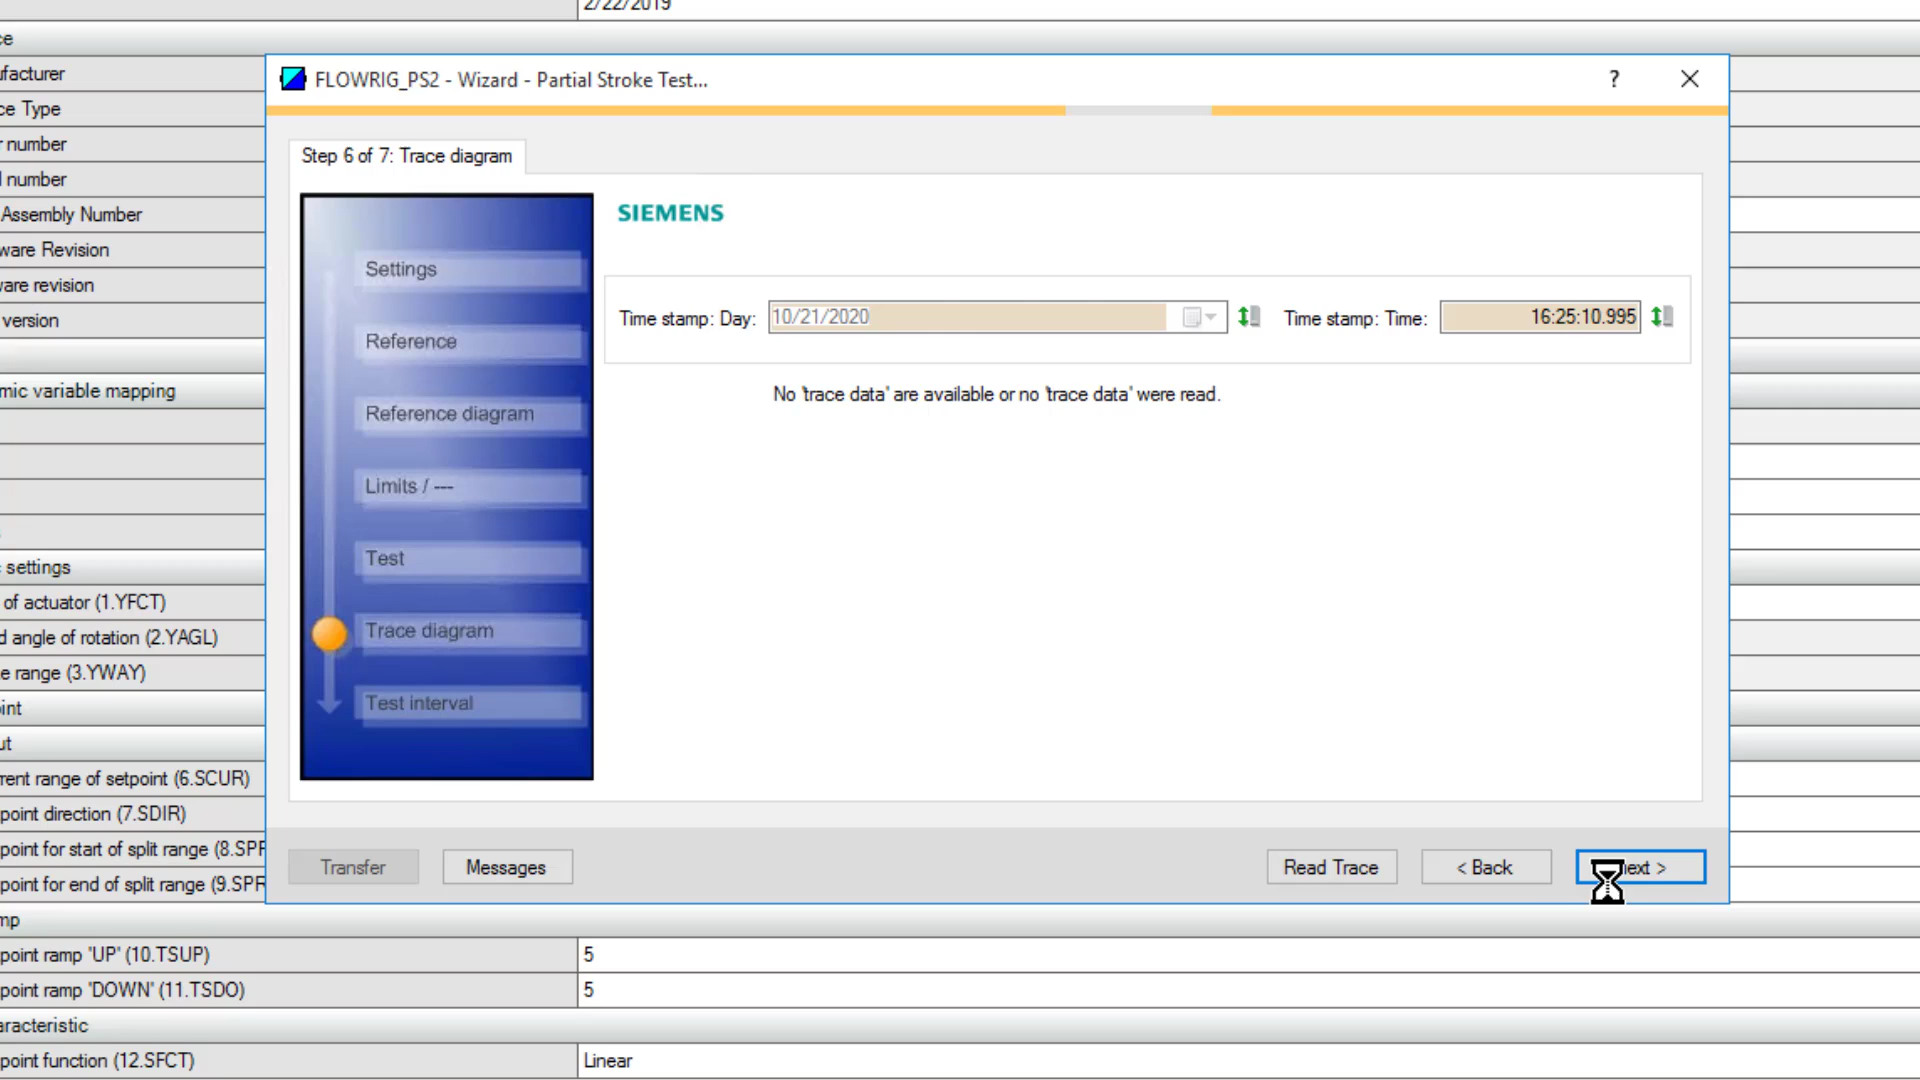 2/22/2019
ce
ufacturer
ce Type
r number
l number
Assembly Number
ware Revision
ware revision
version
mic variable mapping
settings
of actuator (1.YFCT)
d angle of rotation (2.YAGL)
e range (3.YWAY)
oint
ut
rrent range of setpoint (6.SCUR)
point direction (7.SDIR)
point for start of split range (8.SPR
point for end of split range (9.SPR
mp
point ramp "UP" (10.TSUP) 5
point ramp "DOWN" (11.TSDO) 5
aracteristic
point function (12.SFCT) Linear
FLOWRIG_PS2 - Wizard - Partial Stroke Test...
?
Step 6 of 7: Trace diagram
Settings
Reference
Reference diagram
Limits / ---
Test
Trace diagram
Test interval
SIEMENS
Time stamp: Day: 10/21/2020 Time stamp: Time: 16:25:10.995
No 'trace data' are available or no 'trace data' were read.
Transfer Messages Read Trace < Back ext >